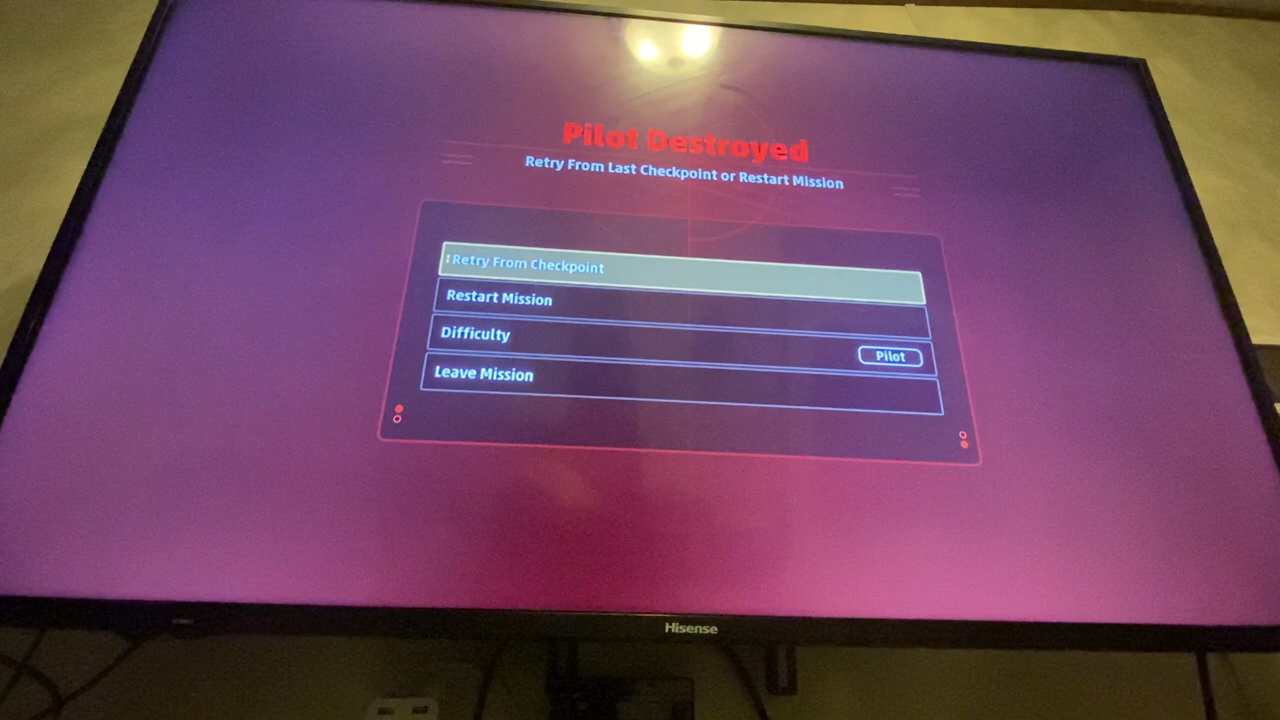 Pilot Destroyed
Retry From Last Checkpoint or Restart Mission
Retry From Checkpoint
Restart Mission
Difficulty
Pilot
Leave Mission
Hisense